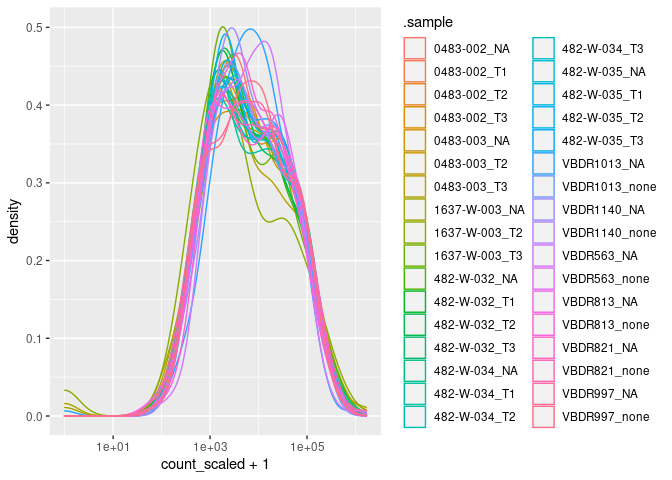 .sample
0483-002_NA
0483-002_T1
0483-002_T2
0483-002_T3
0483-003_NA
0483-003_T2
0483-003_T3
1637-W-003_NA
1637-W-003_T2
1637-W-003_T3
482-W-032_NA
482-W-032_T1
482-W-032_T2
482-W-032_T3
482-W-034_NA
482-W-034_T1
482-W-034_T2
482-W-034_T3
482-W-035_NA
482-W-035_T1
482-W-035_T2
482-W-035_T3
VBDR1013_NA
VBDR1013_none
VBDR1140_NA
VBDR1140_none
VBDR563_NA
VBDR563_none
VBDR813_NA
VBDR813_none
VBDR821_NA
VBDR821_none
VBDR997_NA
VBDR997_none
density
0.5
0.4
0.3
0.2
0.1
0.0
1e+01
1e+03
1e+05
count_scaled + 1